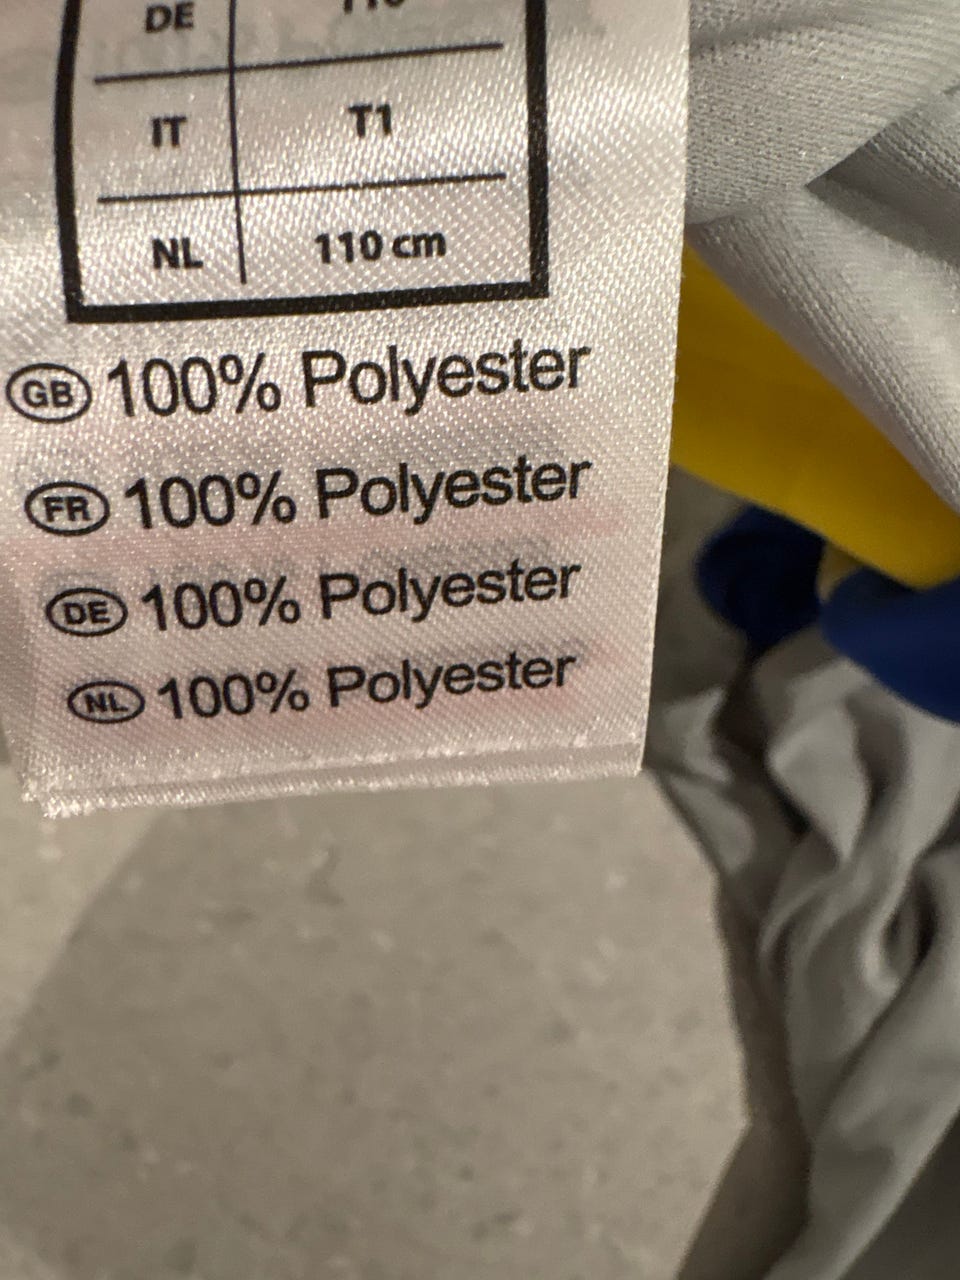 DE
IT T1
NL 110 cm
GB 100% Polyester
FR 100% Polyester
DE 100% Polyester
NL 100% Polyester